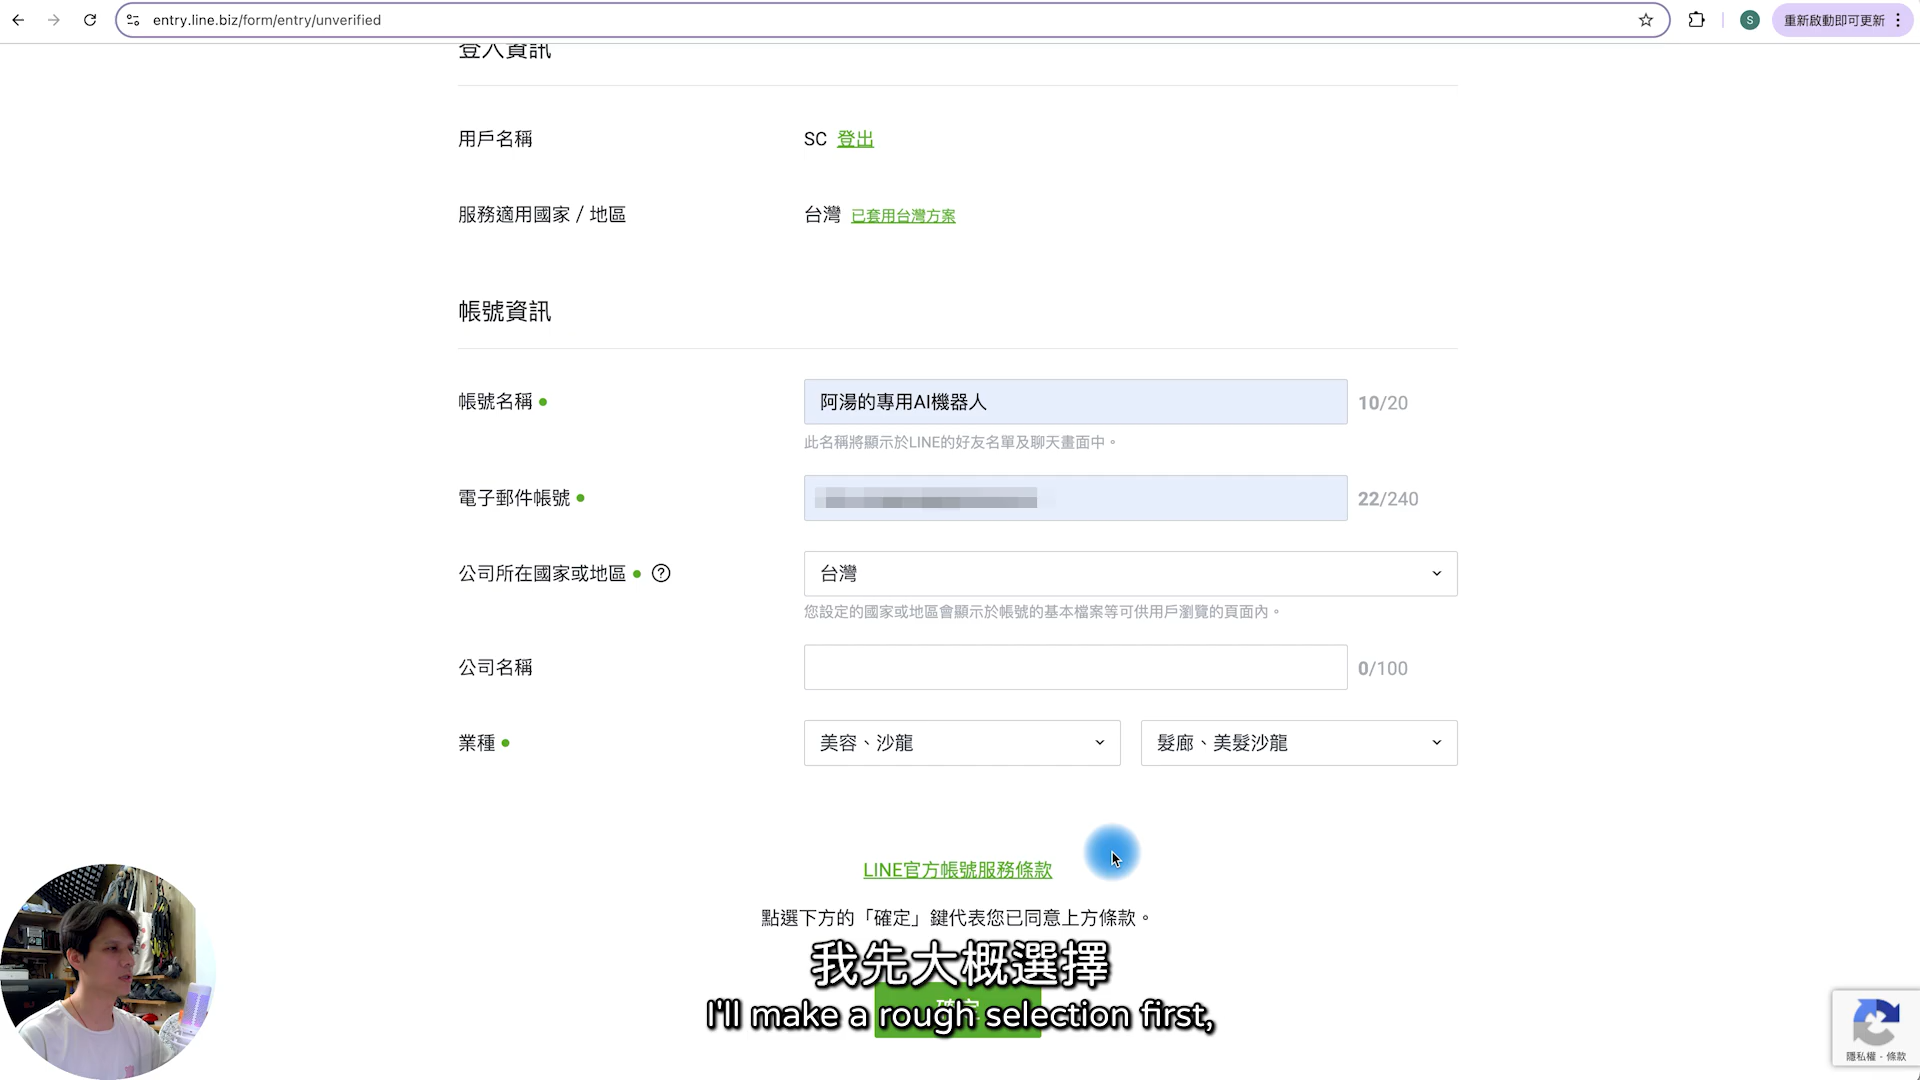 entry.line.biz/form/entry/unverified
S
重新啟動即可更新
登入資訊
用戶名稱
SC 登出
服務適用國家 / 地區
台灣 已套用台灣方案
帳號資訊
帳號名稱
阿湯的專用AI機器人
10/20
此名稱將顯示於LINE的好友名單及聊天畫面中。
電子郵件帳號
22/240
公司所在國家或地區
台灣
您設定的國家或地區會顯示於帳號的基本檔案等可供用戶瀏覽的頁面內。
公司名稱
0/100
業種
美容、沙龍
髮廊、美髮沙龍
LINE官方帳號服務條款
點選下方的「確定」鍵代表您已同意上方條款。
我先大概選擇
確定
I'll make a rough selection first,
隱私權 - 條款